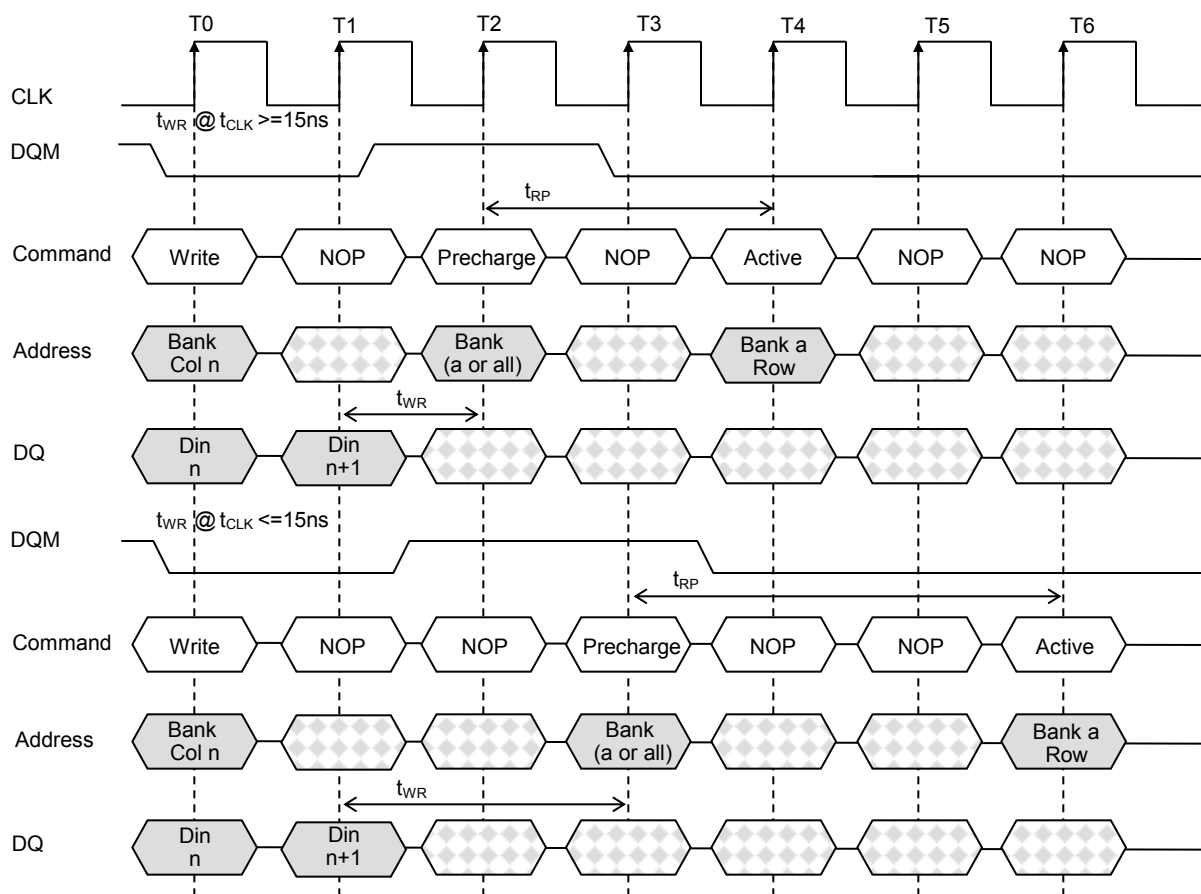 T0 T1 T2 T3 T4 T5 T6
CLK
tWR @ tCLK >=15ns
DQM
tRP
Command Write NOP Precharge NOP Active NOP NOP
Address Bank Col n Bank (a or all) Bank a Row
tWR
DQ Din n Din n+1
tWR @ tCLK <=15ns
DQM
tRP
Command Write NOP NOP Precharge NOP NOP Active
Address Bank Col n Bank (a or all) Bank a Row
tWR
DQ Din n Din n+1